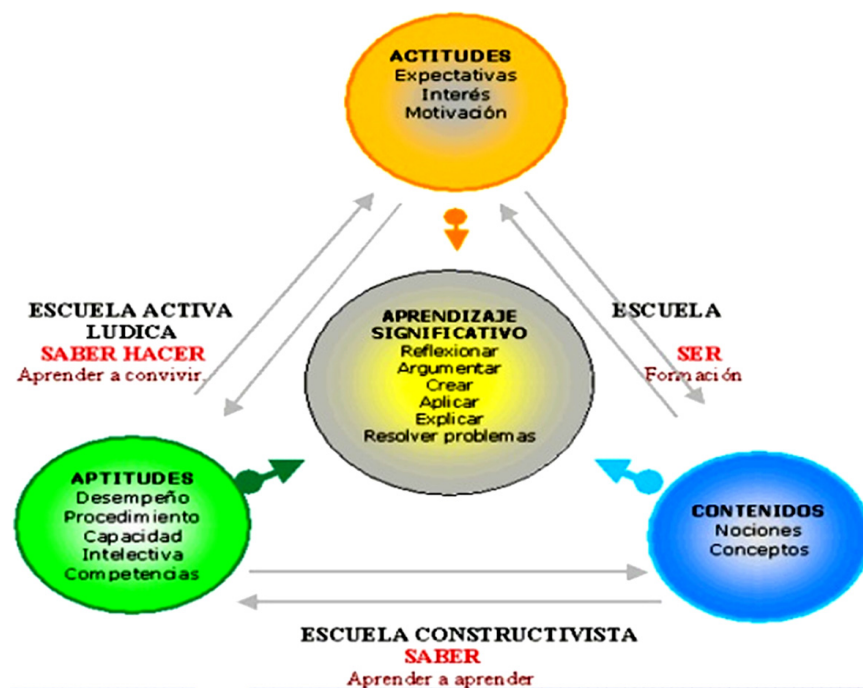 ACTITUDES
Expectativas
Interés
Motivación
ESCUELA ACTIVA
LUDICA
SABER HACER
Aprender a convivir.
APRENDIZAJE
SIGNIFICATIVO
Reflexionar
Argumentar
Crear
Aplicar
Explicar
Resolver problemas
ESCUELA
SER
Formación
APTITUDES
Desempeño
Procedimiento
Capacidad
Intelectiva
Competencias
CONTENIDOS
Nociones
Conceptos
ESCUELA CONSTRUCTIVISTA
SABER
Aprender a aprender